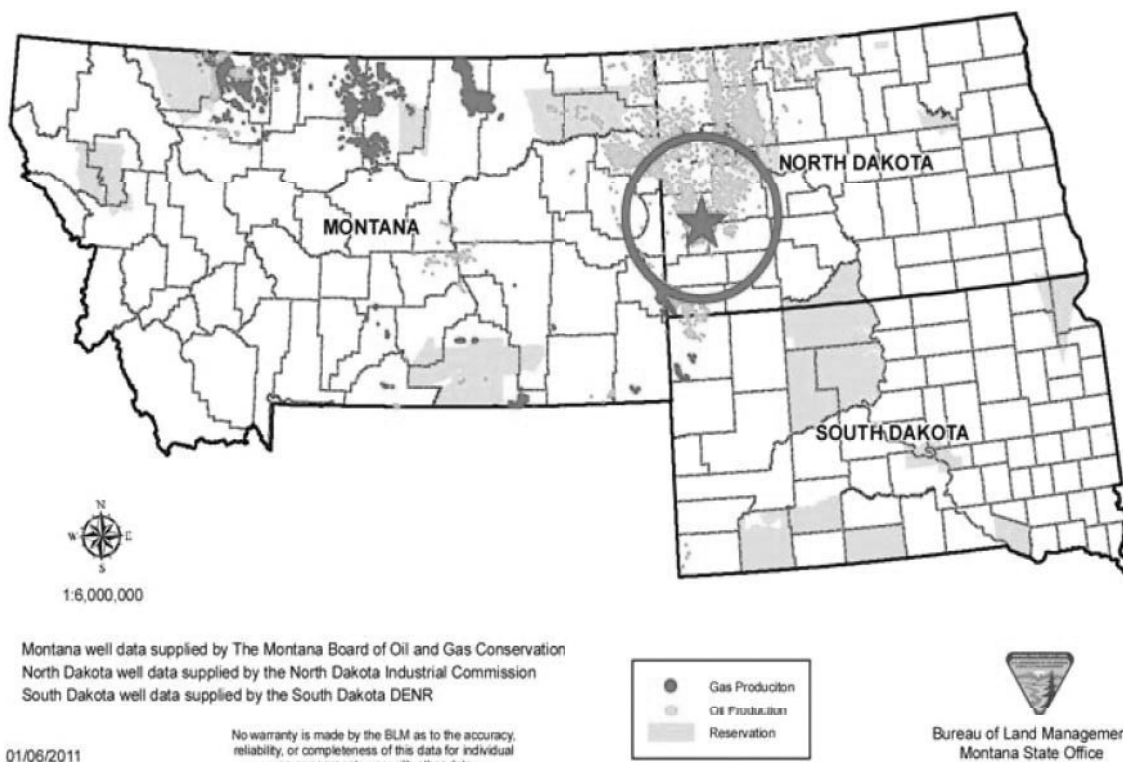 NORTH DAKOTA
MONTANA
SOUTH DAKOTA
N
W E
S
1:6,000,000
Montana well data supplied by The Montana Board of Oil and Gas Conservation
North Dakota well data supplied by the North Dakota Industrial Commission
South Dakota well data supplied by the South Dakota DENR
Gas Produciton
Oil Production
Reservation
No warranty is made by the BLM as to the accuracy,
reliability, or completeness of this data for individual
01/06/2011
Bureau of Land Managemen
Montana State Office